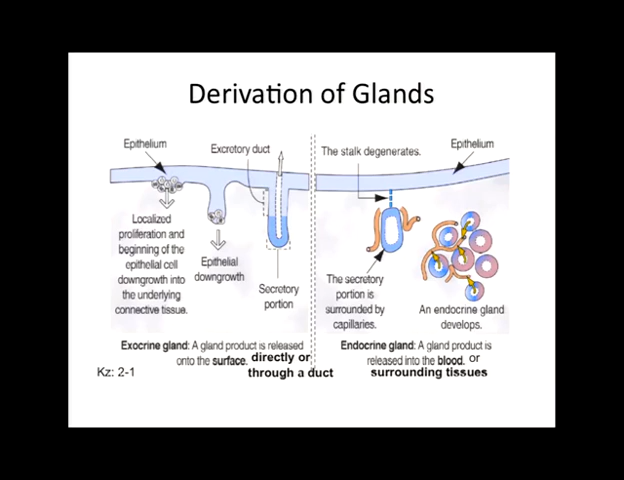 Derivation of Glands
Epithelium
Excretory duct
The stalk degenerates.
Epithelium
Localized
proliferation and
beginning of the
epithelial cell
downgrowth into
the underlying
connective tissue.
Epithelial
downgrowth
Secretory
portion
The secretory
portion is
surrounded by
capillaries.
An endocrine gland
develops.
Exocrine gland: A gland product is released
onto the surface. directly or
through a duct
Endocrine gland: A gland product is
released into the blood. or
surrounding tissues
Kz: 2-1